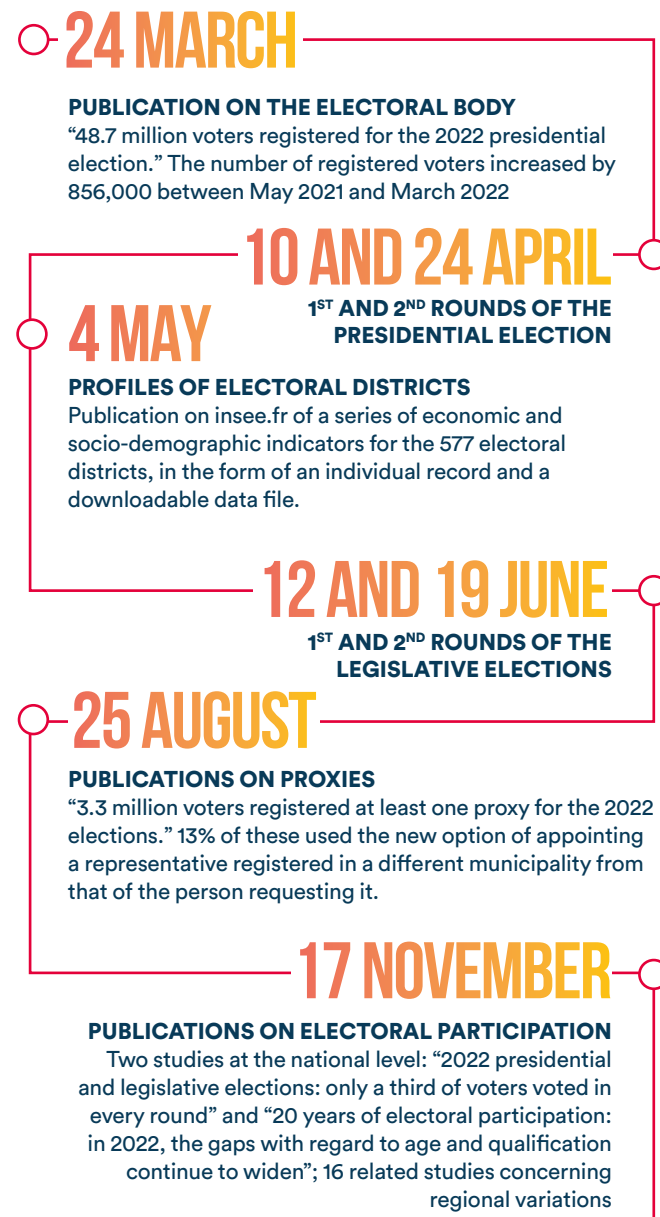 24 MARCH
PUBLICATION ON THE ELECTORAL BODY
“48.7 million voters registered for the 2022 presidential
election.” The number of registered voters increased by
856,000 between May 2021 and March 2022
10 AND 24 APRIL
1ST AND 2ND ROUNDS OF THE
PRESIDENTIAL ELECTION
4 MAY
PROFILES OF ELECTORAL DISTRICTS
Publication on insee.fr of a series of economic and
socio-demographic indicators for the 577 electoral
districts, in the form of an individual record and a
downloadable data file.
12 AND 19 JUNE
1ST AND 2ND ROUNDS OF THE
LEGISLATIVE ELECTIONS
25 AUGUST
PUBLICATIONS ON PROXIES
“3.3 million voters registered at least one proxy for the 2022
elections.” 13% of these used the new option of appointing
a representative registered in a different municipality from
that of the person requesting it.
17 NOVEMBER
PUBLICATIONS ON ELECTORAL PARTICIPATION
Two studies at the national level: “2022 presidential
and legislative elections: only a third of voters voted in
every round” and “20 years of electoral participation:
in 2022, the gaps with regard to age and qualification
continue to widen”; 16 related studies concerning
regional variations